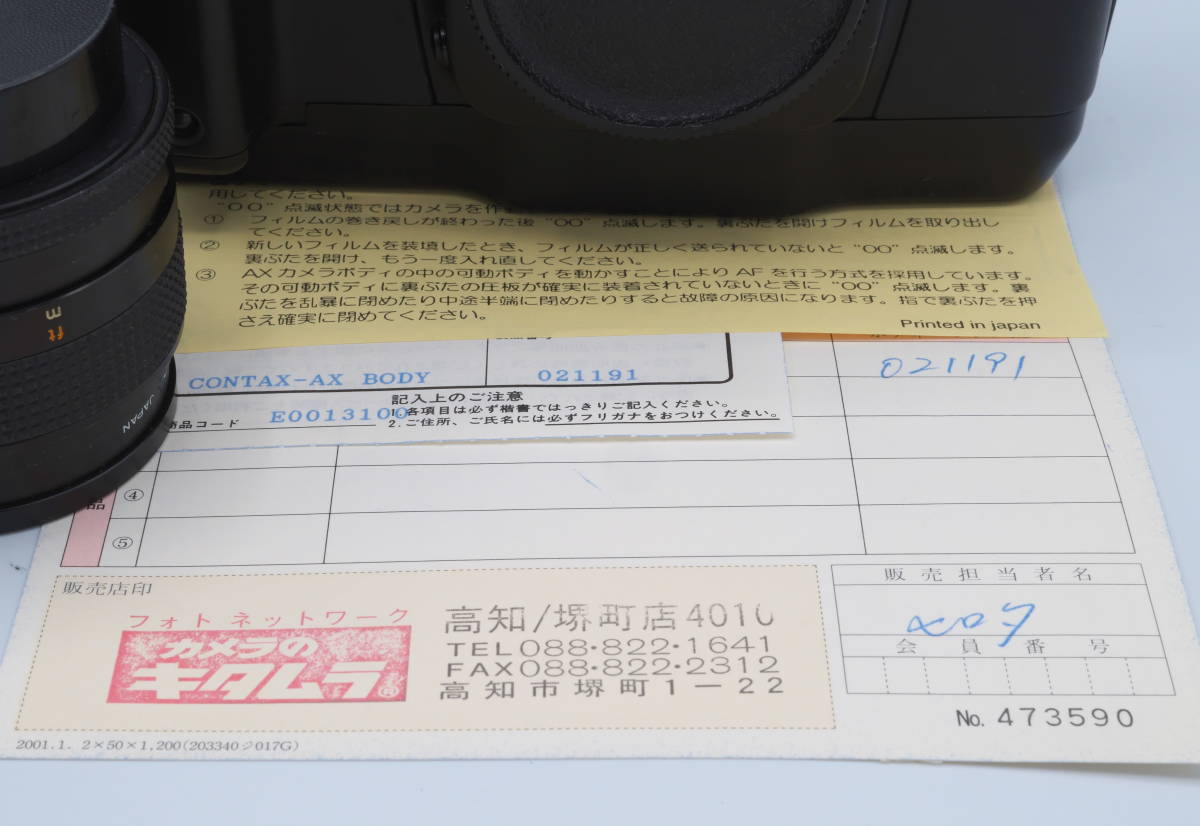 用してください。
"００"点滅状態ではカメラを作
① フィルムの巻き戻しが終わった後"００"点滅します。裏ぶたを開けフィルムを取り出し
てください。
② 新しいフィルムを装填したとき、フィルムが正しく送られていないと"００"点滅します。
裏ぶたを開け、もう一度入れ直してください。
③ AXカメラボディの中の可動ボディを動かすことによりAFを行う方式を採用しています。
その可動ボディに裏ぶたの圧板が確実に装着されていないときに"００"点滅します。裏
ぶたを乱暴に閉めたり中途半端に閉めたりすると故障の原因になります。指で裏ぶたを押
さえ確実に閉めてください。
Printed in japan
ft
m
JAPAN
CONTAX-AX BODY
021191
021191
記入上のご注意
1.各項目は必ず楷書ではっきりご記入ください。
2.ご住所、ご氏名には必ずフリガナをおつけください。
商品コード E0013100
品
④
⑤
販売店印
フォトネットワーク
カメラの
キタムラ®
高知/堺町店4010
TEL088・822・1641
FAX088・822・2312
高知市堺町1－22
販売担当者名
会員番号
No. 473590
2001.1. 2×50×1,200(203340ｼ017G)